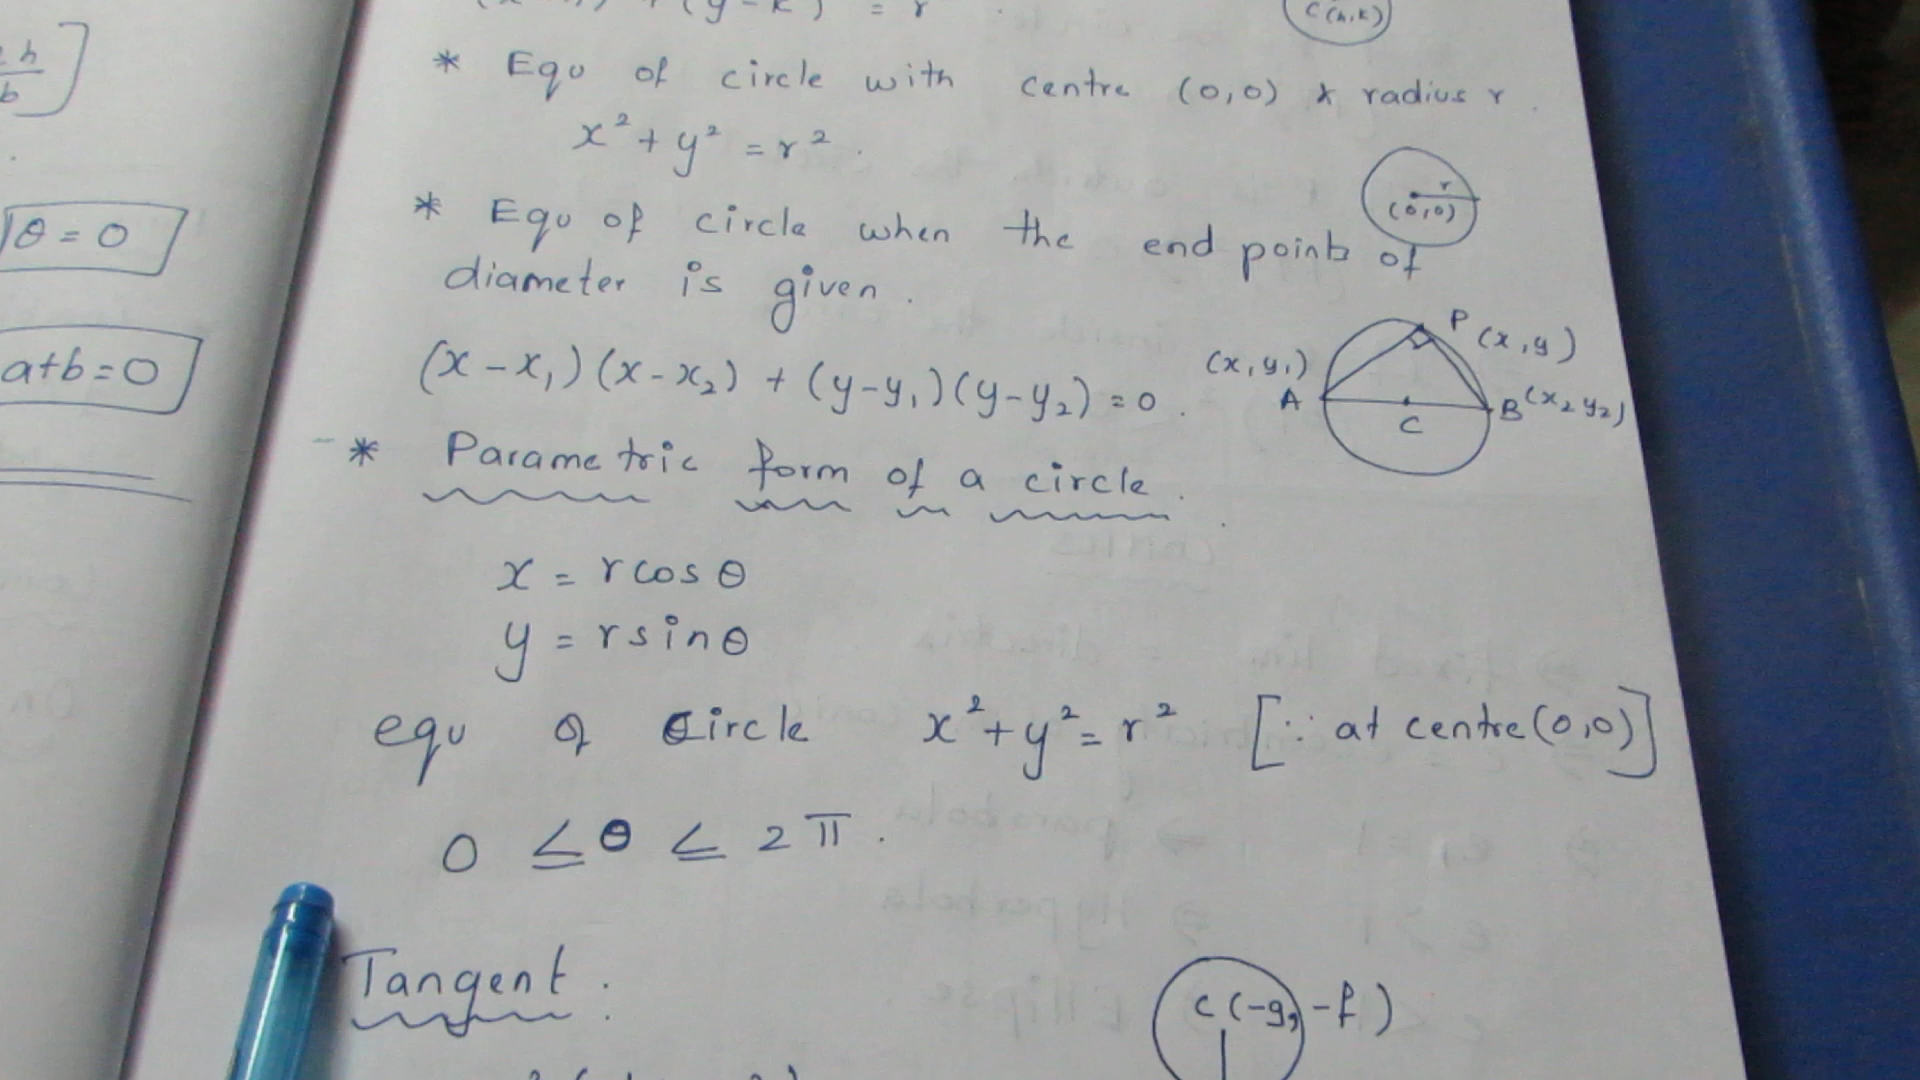 h
b
θ = 0
a+b=0
C(h,k)
* Equ of circle with centre (0,0) & radius r.
x² + y² = r².
r
(0,0)
* Equ of circle when the end points of
diameter is given.
(x - x₁)(x - x₂) + (y - y₁)(y - y₂) = 0.
P (x,y)
(x,y₁)
A
C
B (x₂ y₂)
* Parametric form of a circle.
x = r cos θ
y = r sin θ
equ of circle x² + y² = r² [∵ at centre (0,0)]
0 ≤ θ ≤ 2π.
Tangent :
C(-g,-f)